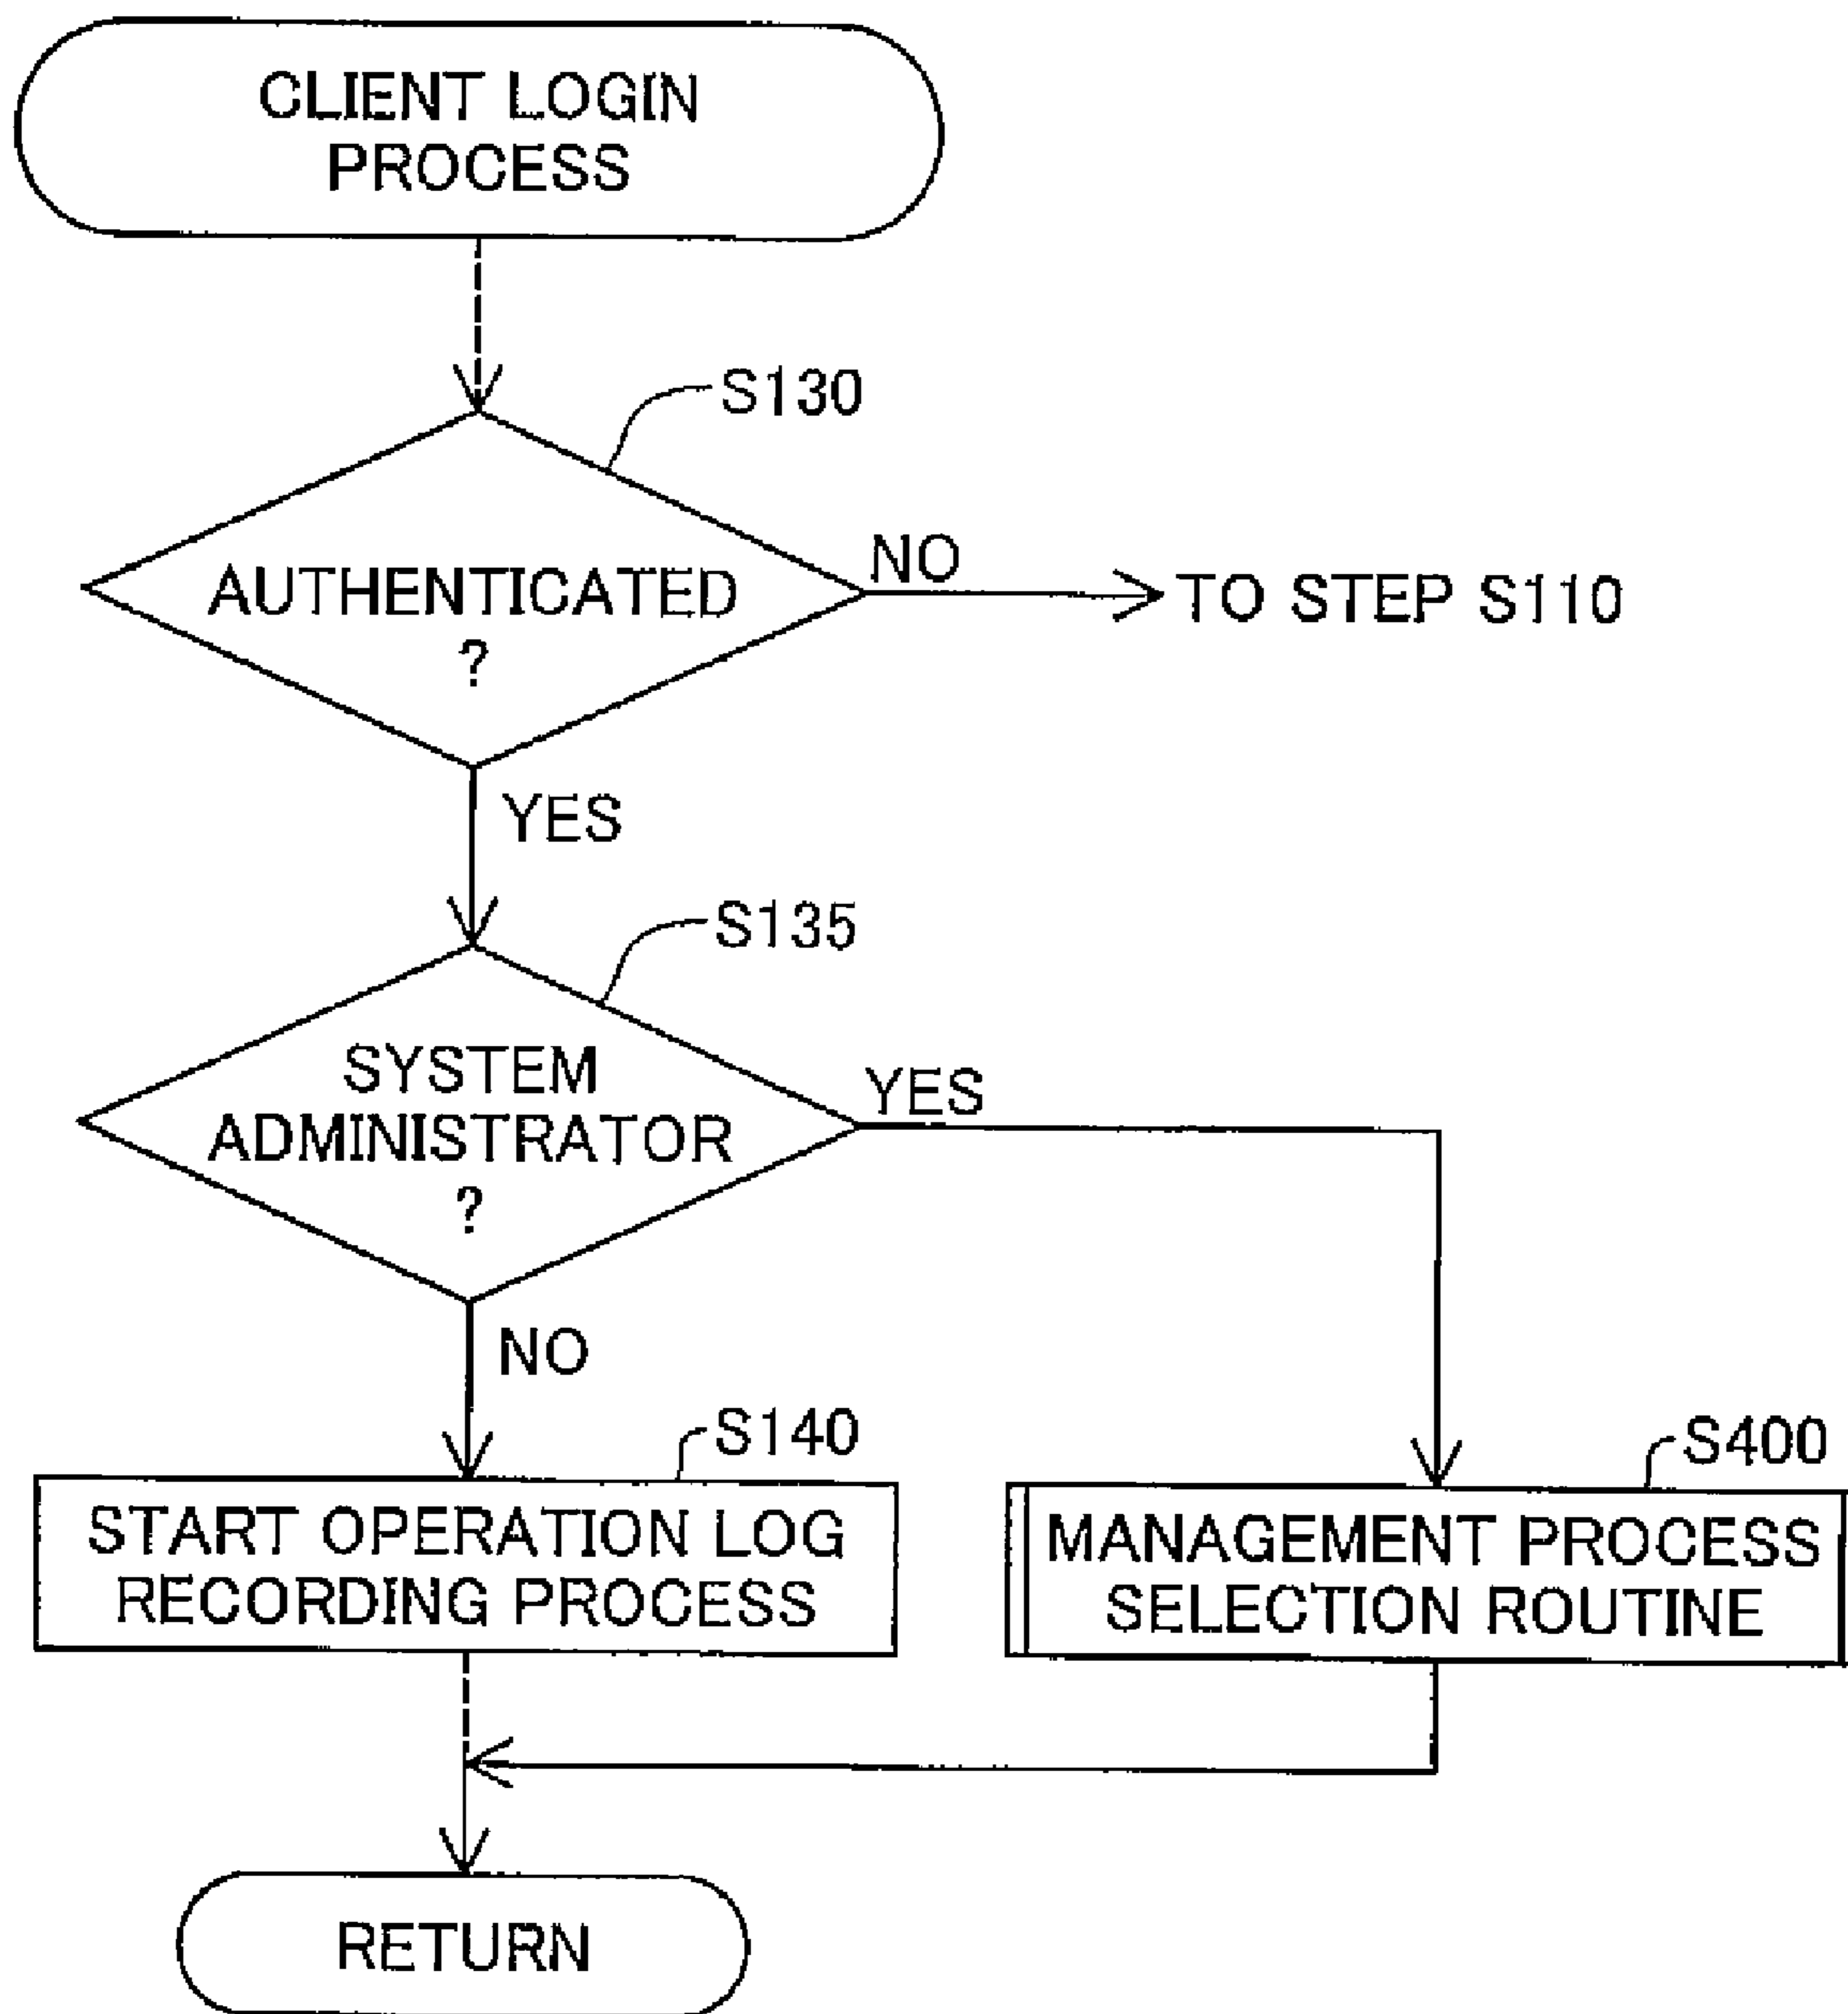 CLIENT LOGIN
PROCESS
S130
AUTHENTICATED
?
NO
TO STEP S110
YES
S135
SYSTEM
ADMINISTRATOR
?
YES
NO
S140
START OPERATION LOG
RECORDING PROCESS
S400
MANAGEMENT PROCESS
SELECTION ROUTINE
RETURN